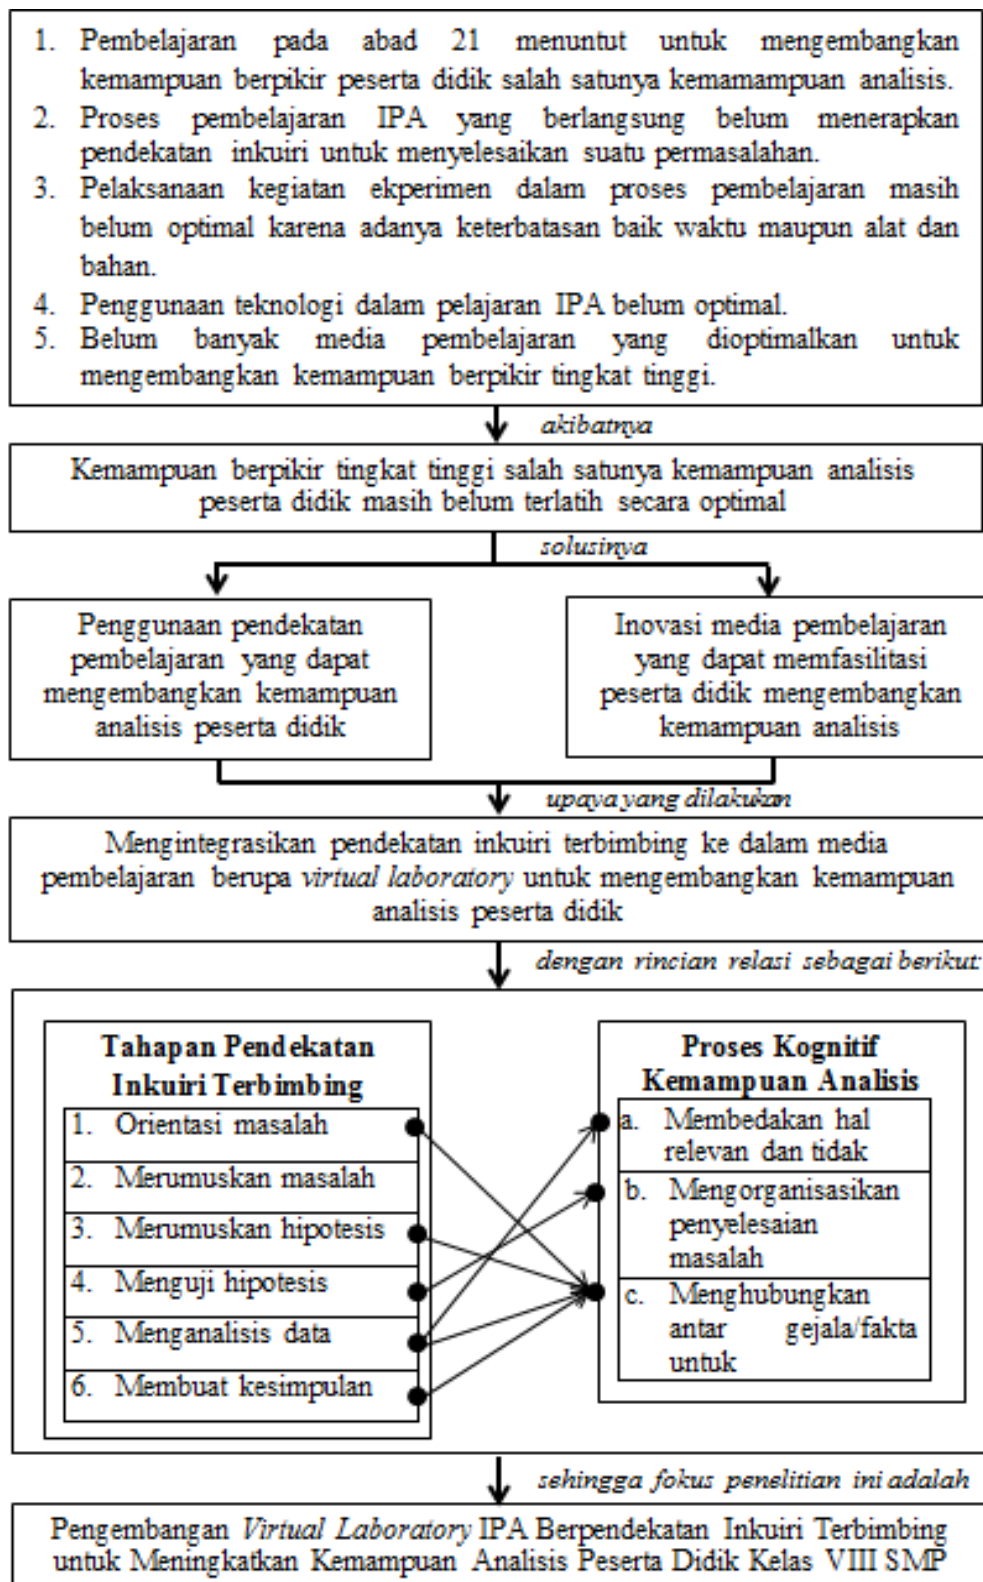 1. Pembelajaran pada abad 21 menuntut untuk mengembangkan
kemampuan berpikir peserta didik salah satunya kemamampuan analisis.
2. Proses pembelajaran IPA yang berlangsung belum menerapkan
pendekatan inkuiri untuk menyelesaikan suatu permasalahan.
3. Pelaksanaan kegiatan ekperimen dalam proses pembelajaran masih
belum optimal karena adanya keterbatasan baik waktu maupun alat dan
bahan.
4. Penggunaan teknologi dalam pelajaran IPA belum optimal.
5. Belum banyak media pembelajaran yang dioptimalkan untuk
mengembangkan kemampuan berpikir tingkat tinggi.
akibatnya
Kemampuan berpikir tingkat tinggi salah satunya kemampuan analisis
peserta didik masih belum terlatih secara optimal
solusinya
Penggunaan pendekatan
pembelajaran yang dapat
mengembangkan kemampuan
analisis peserta didik
Inovasi media pembelajaran
yang dapat memfasilitasi
peserta didik mengembangkan
kemampuan analisis
upaya yang dilakukan
Mengintegrasikan pendekatan inkuiri terbimbing ke dalam media
pembelajaran berupa virtual laboratory untuk mengembangkan kemampuan
analisis peserta didik
dengan rincian relasi sebagai berikut:
Tahapan Pendekatan
Inkuiri Terbimbing
1. Orientasi masalah
2. Merumuskan masalah
3. Merumuskan hipotesis
4. Menguji hipotesis
5. Menganalisis data
6. Membuat kesimpulan
Proses Kognitif
Kemampuan Analisis
a. Membedakan hal
relevan dan tidak
b. Mengorganisasikan
penyelesaian
masalah
c. Menghubungkan
antar gejala/fakta
untuk
sehingga fokus penelitian ini adalah
Pengembangan Virtual Laboratory IPA Berpendekatan Inkuiri Terbimbing
untuk Meningkatkan Kemampuan Analisis Peserta Didik Kelas VIII SMP